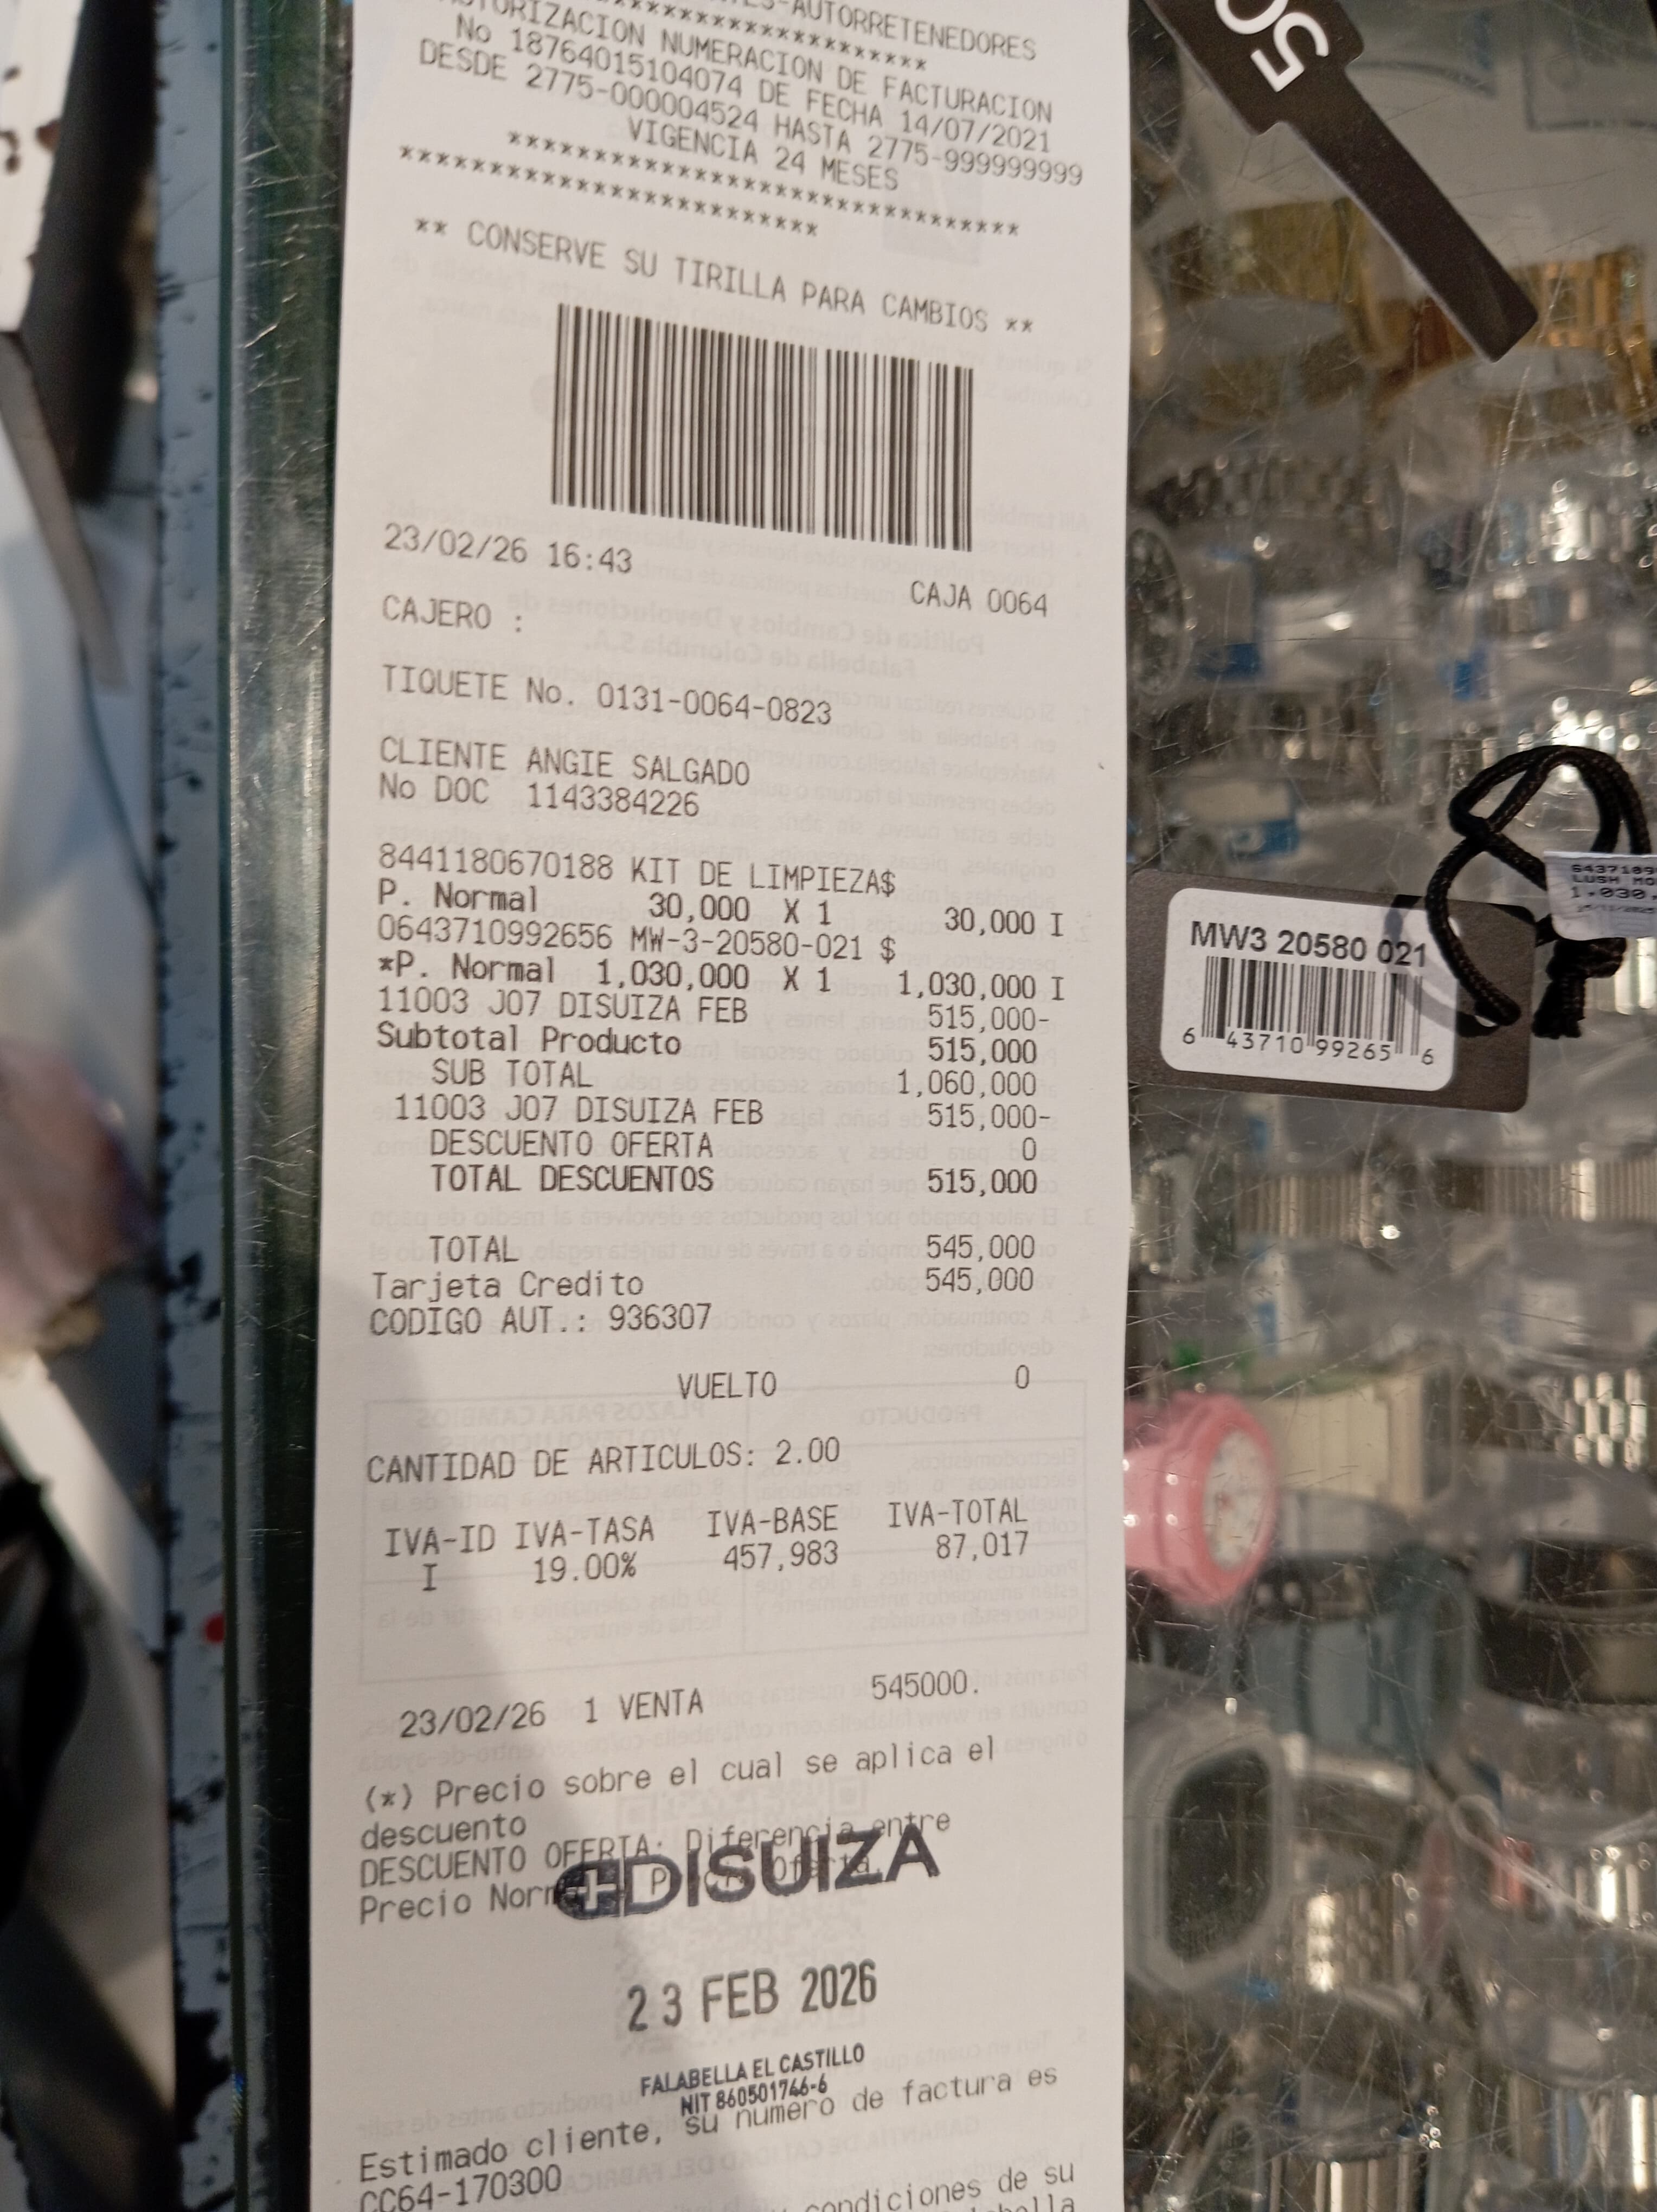 AUTORRETENEDORES
**********************
No 18764015104074 DE FECHA 14/07/2021
NUMERACION DE FACTURACION
DESDE 2775-000004524 HASTA 2775-999999999
VIGENCIA 24 MESES
** CONSERVE SU TIRILLA PARA CAMBIOS **
23/02/26 16:43
CAJA 0064
CAJERO :
TIQUETE No. 0131-0064-0823
CLIENTE ANGIE SALGADO
No DOC 1143384226
8441180670188 KIT DE LIMPIEZA$
P. Normal 30,000 X 1 30,000 I
0643710992656 MW-3-20580-021 $
*P. Normal 1,030,000 X 1 1,030,000 I
11003 J07 DISUIZA FEB 515,000-
Subtotal Producto 515,000
SUB TOTAL 1,060,000
11003 J07 DISUIZA FEB 515,000-
DESCUENTO OFERTA 0
TOTAL DESCUENTOS 515,000
TOTAL 545,000
Tarjeta Credito 545,000
CODIGO AUT.: 936307
VUELTO 0
CANTIDAD DE ARTICULOS: 2.00
IVA-ID IVA-TASA IVA-BASE IVA-TOTAL
I 19.00% 457,983 87,017
23/02/26 1 VENTA 545000.
(*) Precio sobre el cual se aplica el
descuento
DESCUENTO OFERTA: Diferencia entre
Precio
DISUIZA
23 FEB 2026
FALABELLA EL CASTILLO
NIT 860501746-6
Estimado cliente, su numero de factura es
CC64-170300
condiciones de su
50
MW3 20580 021
6 43710 99265 6